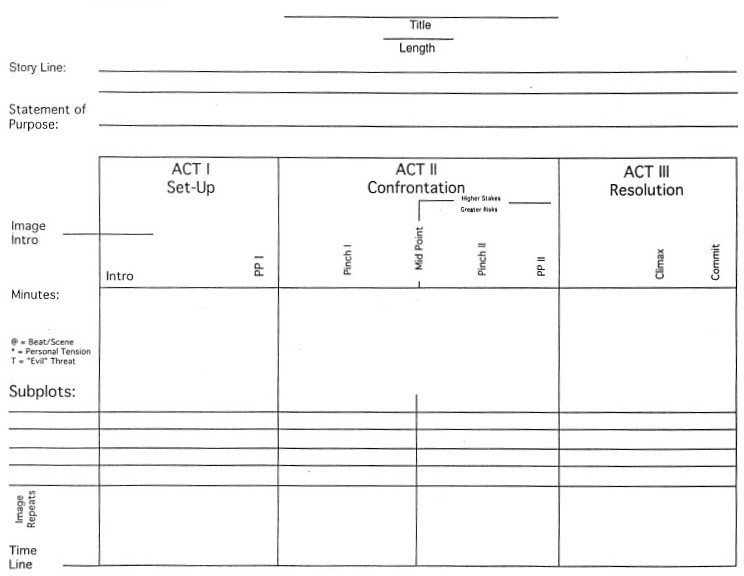 Title
Length
Story Line:
Statement of
Purpose:
ACT I
Set-Up
ACT II
Confrontation
ACT III
Resolution
Higher Stakes
Greater Risks
Image
Intro
Intro
PP I
Pinch I
Mid Point
Pinch II
PP II
Climax
Commit
Minutes:
@ = Beat/Scene
* = Personal Tension
T = "Evil" Threat
Subplots:
Image
Repeats
Time
Line